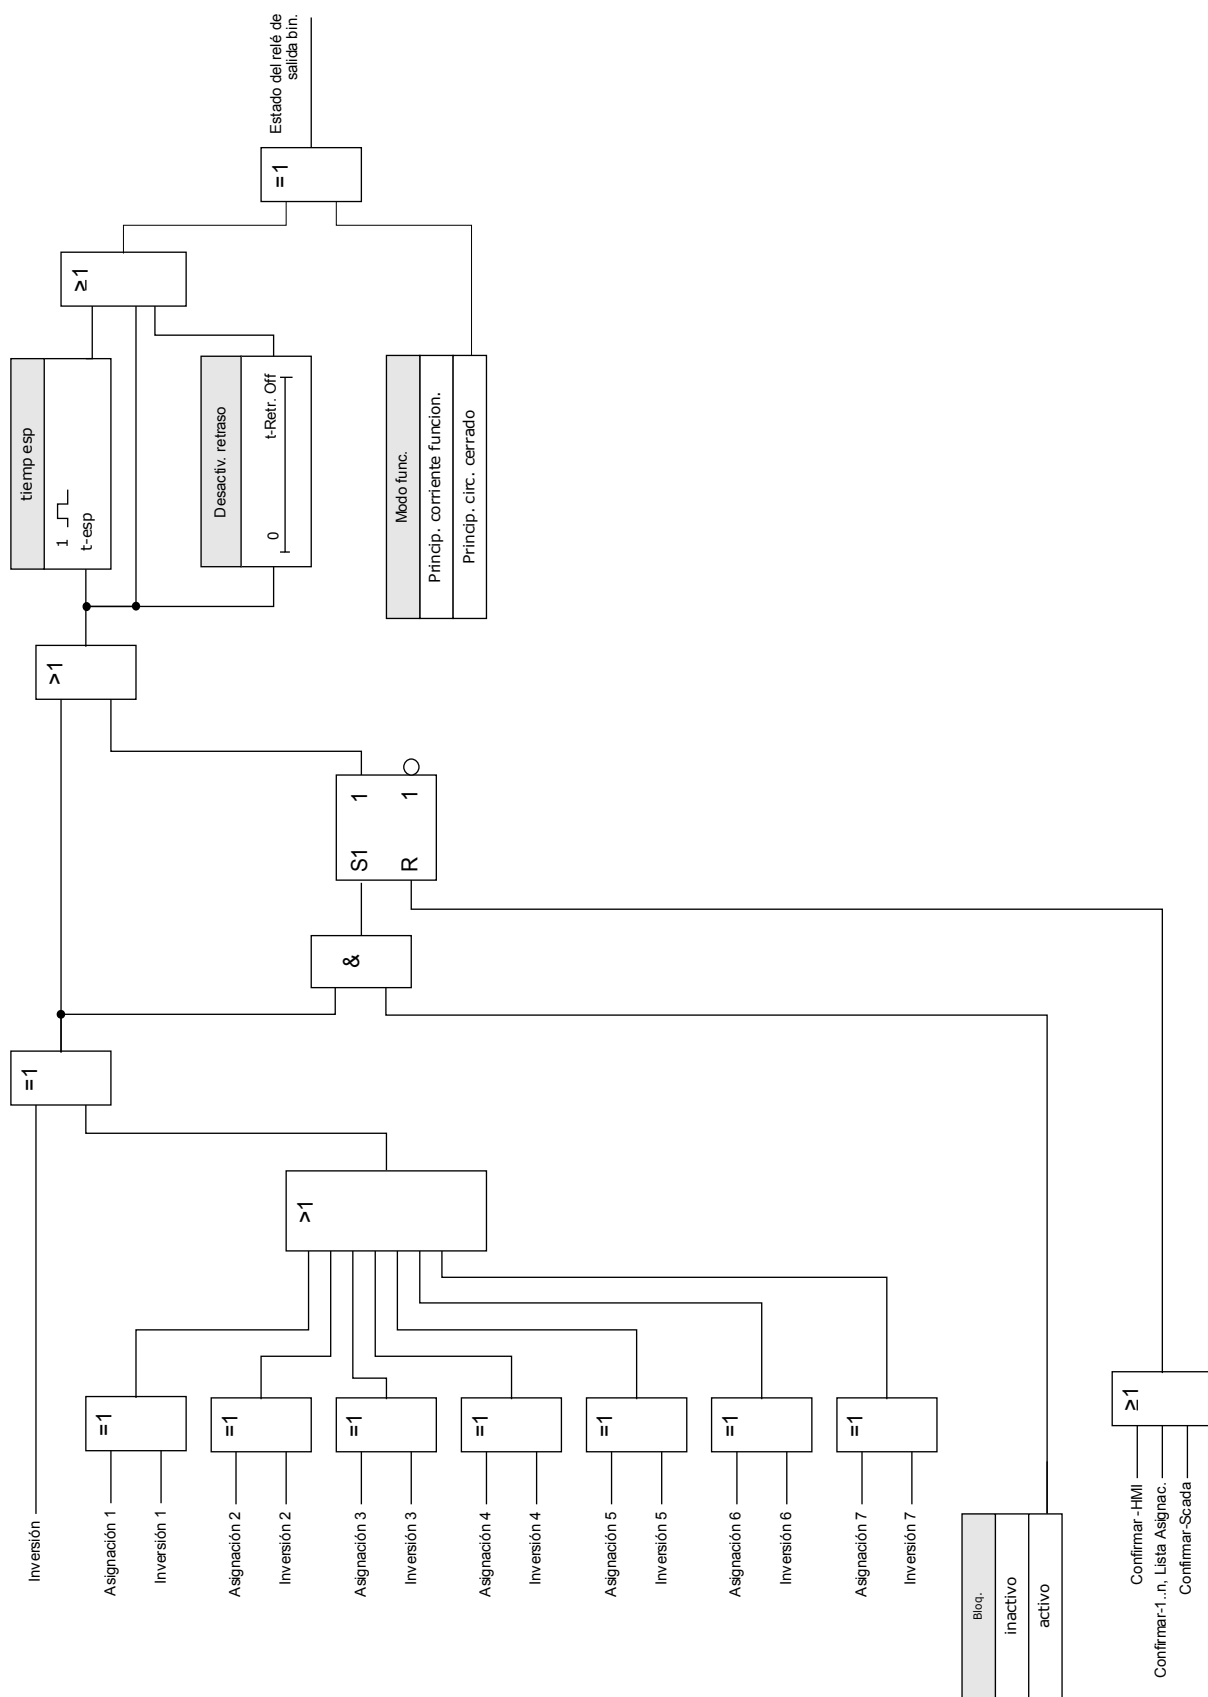 Inversión
Asignación 1
Inversión 1
Asignación 2
Inversión 2
Asignación 3
Inversión 3
Asignación 4
Inversión 4
Asignación 5
Inversión 5
Asignación 6
Inversión 6
Asignación 7
Inversión 7
=1
=1
=1
=1
=1
=1
=1
>1
=1
Bloq.
inactivo
activo
Confirmar -HMI
Confirmar-1..n, Lista Asignac.
Confirmar-Scada
≥1
&
S1 1
R 1
>1
tiemp esp
1
t-esp
Desactiv. retraso
0
t-Retr. Off
Modo func.
Princip. corriente funcion.
Princip. circ. cerrado
≥1
=1
Estado del relé de
salida bin.